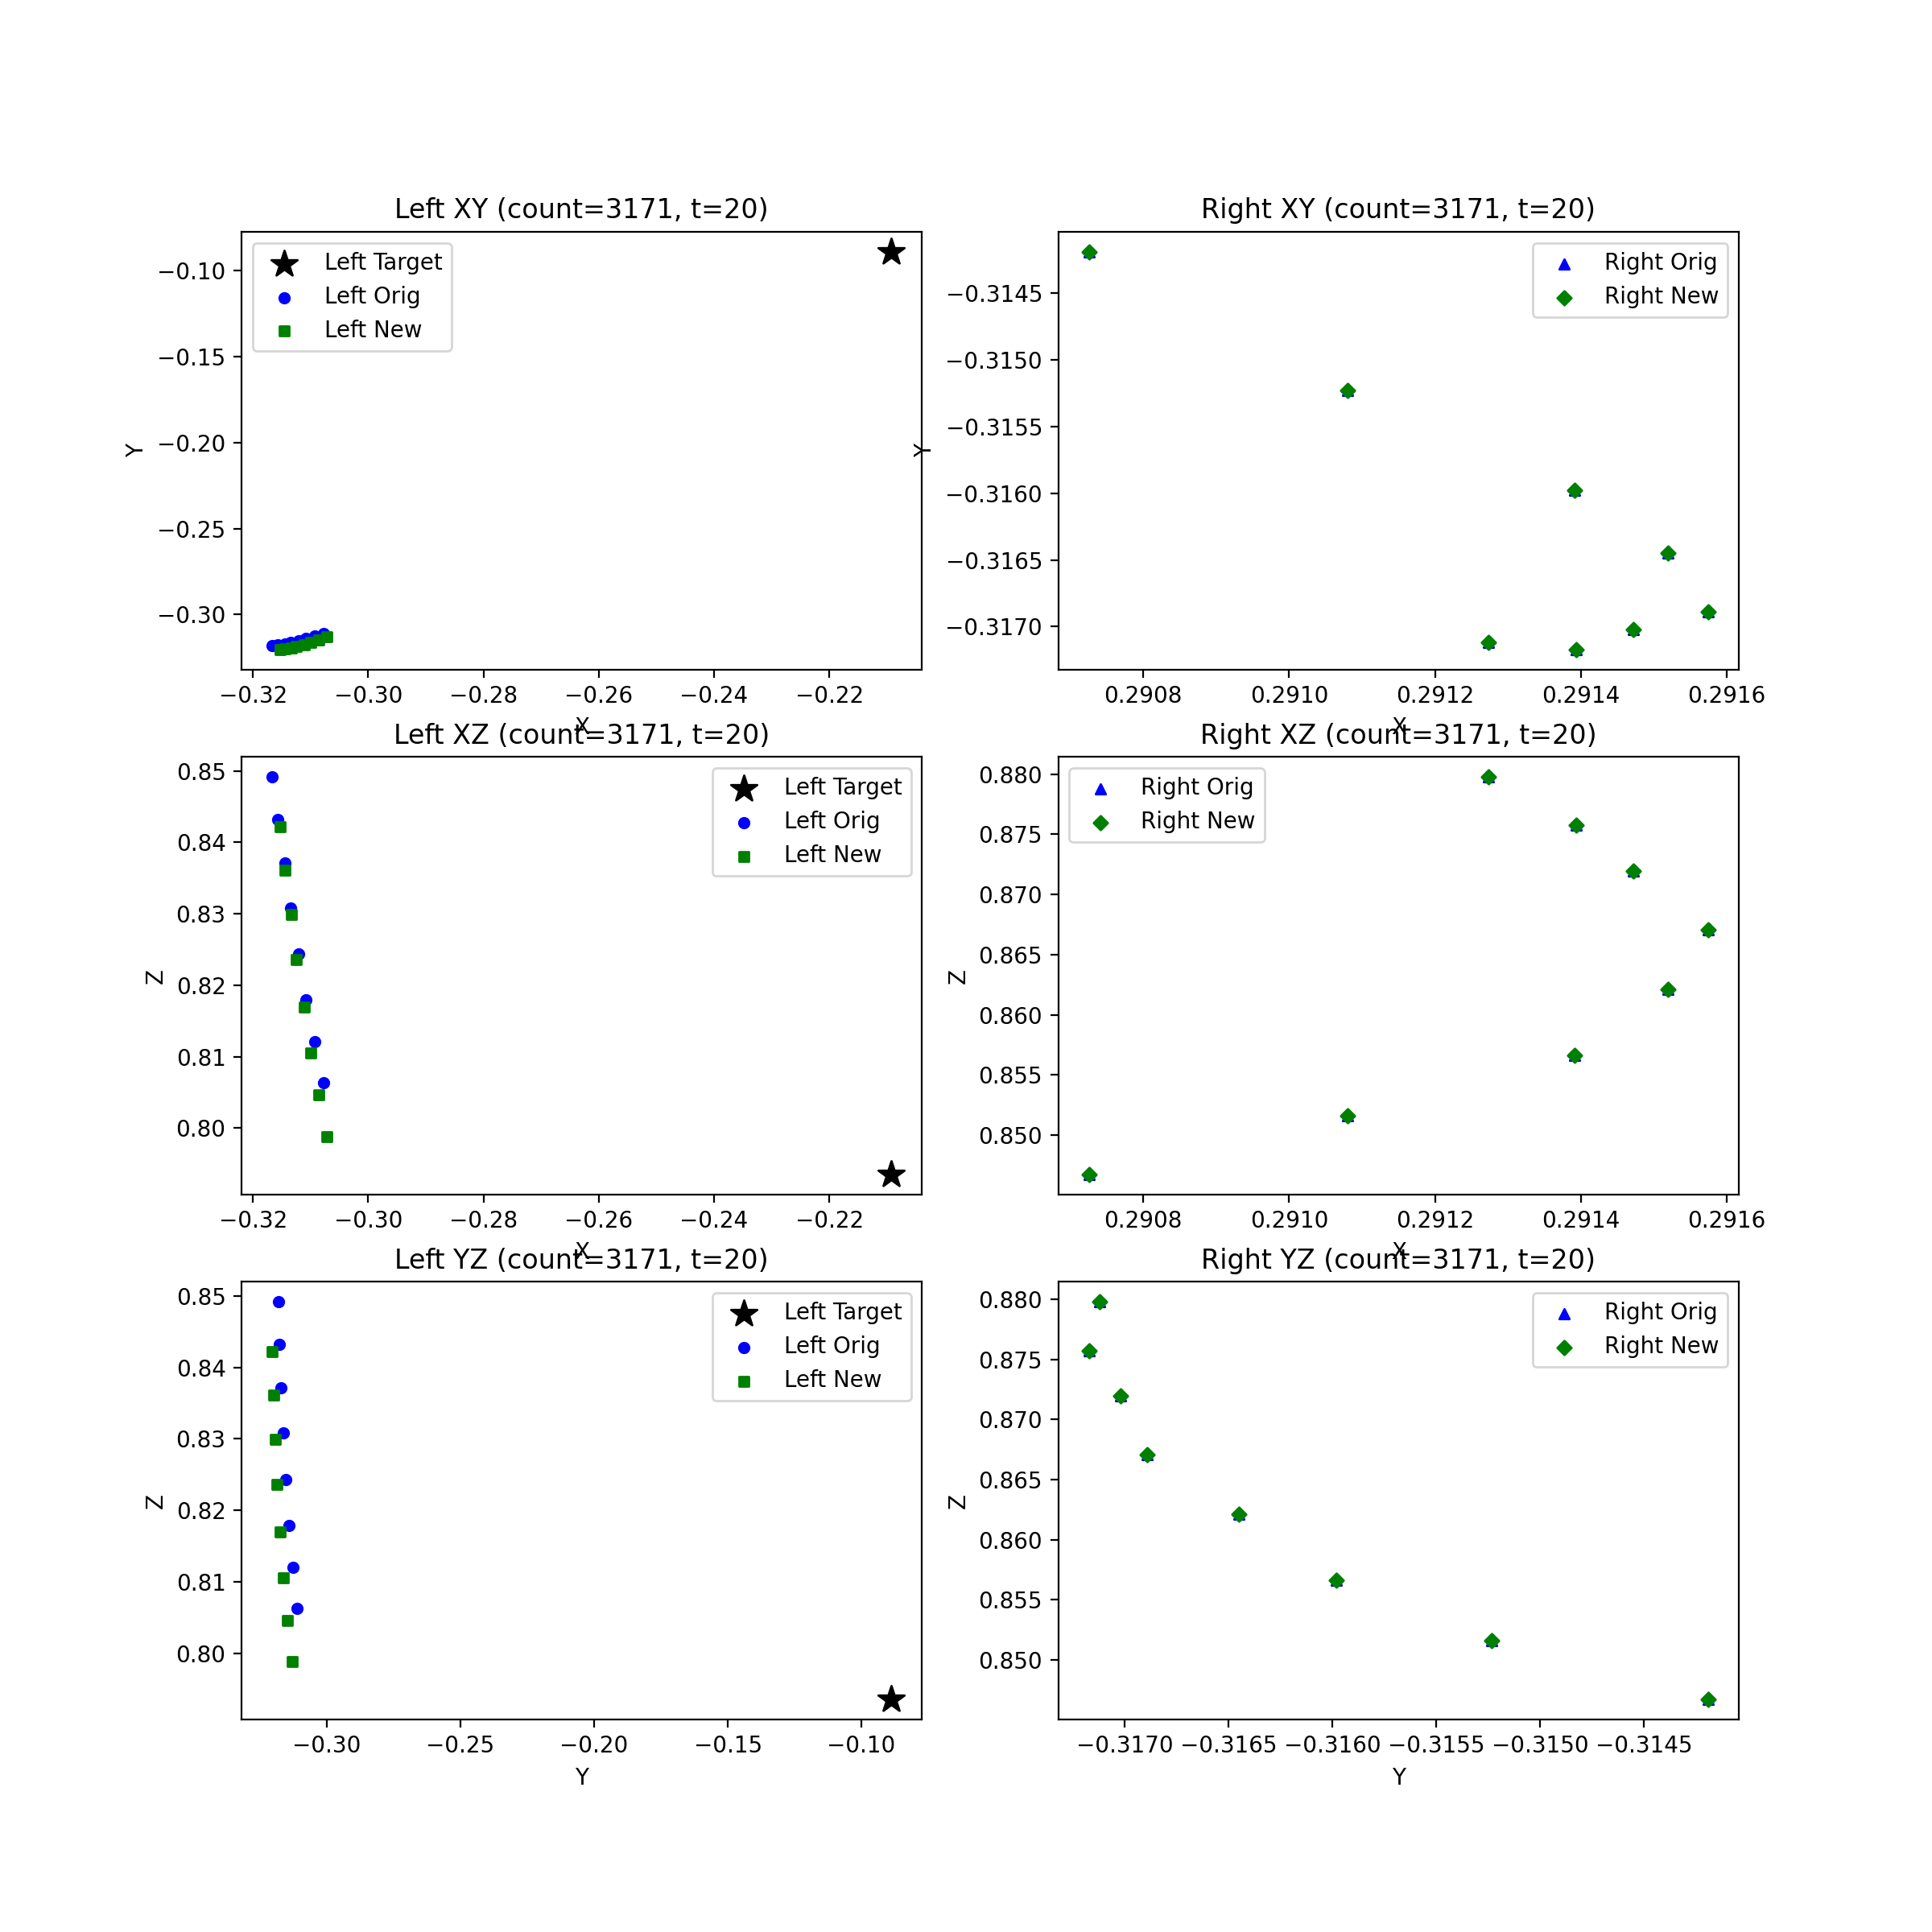 Left XY (count=3171, t=20)
Right XY (count=3171, t=20)
Left Target
Left Orig
Left New
Right Orig
Right New
−0.10
−0.15
−0.20
−0.25
−0.30
Y
−0.3145
−0.3150
−0.3155
−0.3160
−0.3165
−0.3170
Y
−0.32 −0.30 −0.28 −0.26 −0.24 −0.22
X
0.2908 0.2910 0.2912 0.2914 0.2916
X
Left XZ (count=3171, t=20)
Right XZ (count=3171, t=20)
Left Target
Left Orig
Left New
Right Orig
Right New
0.85
0.84
0.83
0.82
0.81
0.80
Z
0.880
0.875
0.870
0.865
0.860
0.855
0.850
Z
−0.32 −0.30 −0.28 −0.26 −0.24 −0.22
X
0.2908 0.2910 0.2912 0.2914 0.2916
X
Left YZ (count=3171, t=20)
Right YZ (count=3171, t=20)
Left Target
Left Orig
Left New
Right Orig
Right New
0.85
0.84
0.83
0.82
0.81
0.80
Z
0.880
0.875
0.870
0.865
0.860
0.855
0.850
Z
−0.30 −0.25 −0.20 −0.15 −0.10
Y
−0.3170 −0.3165 −0.3160 −0.3155 −0.3150 −0.3145
Y